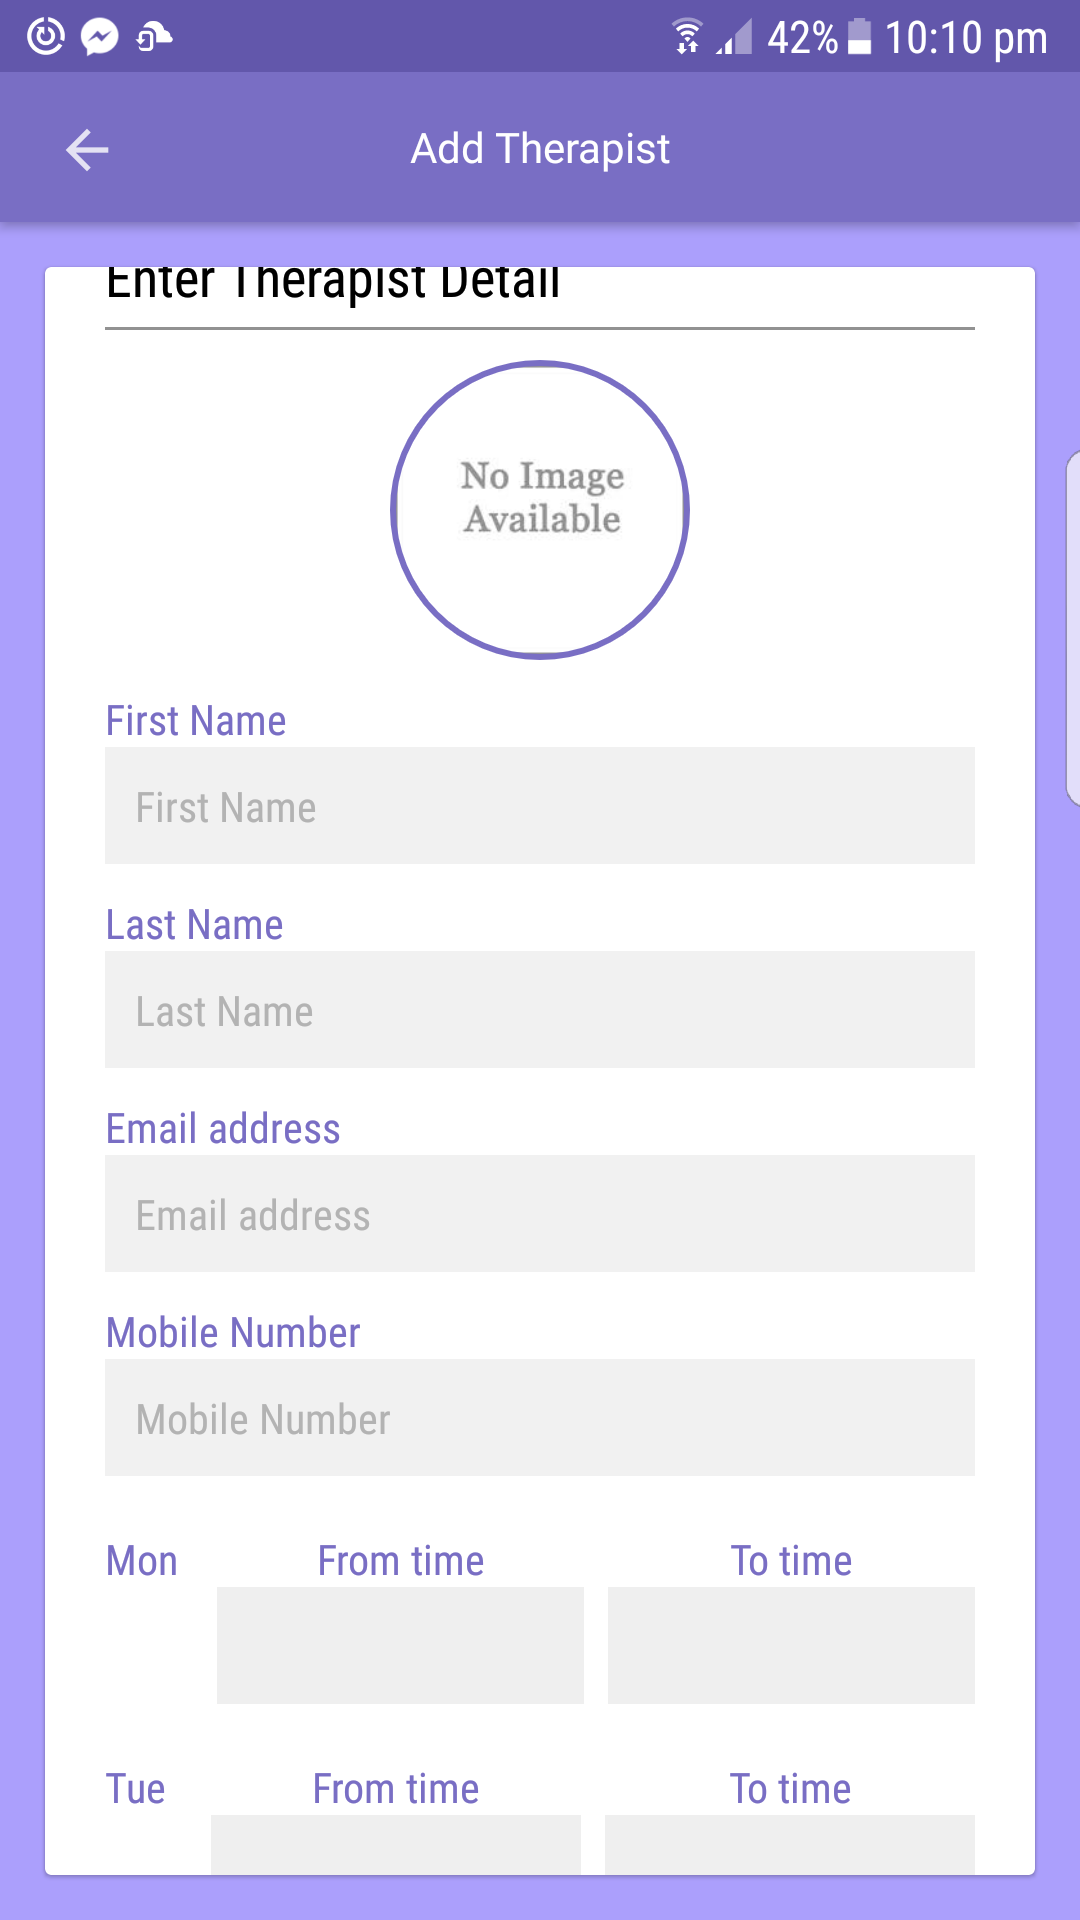 42% 10:10 pm
Add Therapist
Enter Therapist Detail
No Image
Available
First Name
First Name
Last Name
Last Name
Email address
Email address
Mobile Number
Mobile Number
Mon From time To time
Tue From time To time